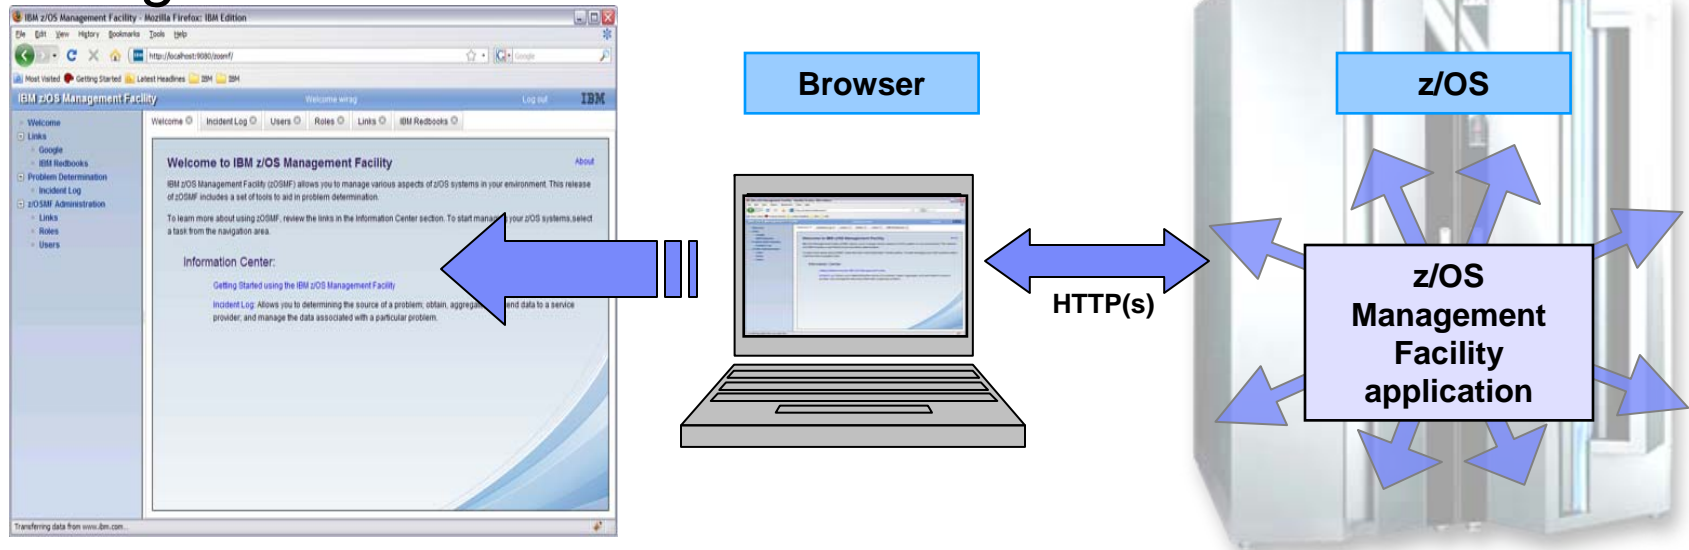 IBM z/OS Management Facility - Mozilla Firefox: IBM Edition
File Edit View History Bookmarks Tools Help
http://localhost:9080/zosmf/
Google
Most Visited Getting Started Latest Headlines IBM IBM
IBM z/OS Management Facility Welcome wirag Log out IBM
Welcome
Links
Google
IBM Redbooks
Problem Determination
Incident Log
z/OSMF Administration
Links
Roles
Users
Welcome Incident Log Users Roles Links IBM Redbooks
Welcome to IBM z/OS Management Facility About
IBM z/OS Management Facility (zOSMF) allows you to manage various aspects of z/OS systems in your environment. This release
of zOSMF includes a set of tools to aid in problem determination.
To learn more about using zOSMF, review the links in the Information Center section. To start your z/OS systems, select
a task from the navigation area.
Information Center:
Getting Started using the IBM z/OS Management Facility
Incident Log: Allows you to determining the source of a problem; obtain, end data to a service
provider; and manage the data associated with a particular problem.
Transferring data from www.ibm.com...
Browser
HTTP(s)
z/OS
z/OS
Management
Facility
application